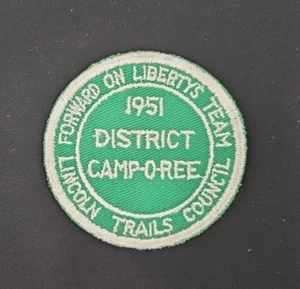 FORWARD ON LIBERTYS TEAM
1951
DISTRICT
CAMP-O-REE
LINCOLN TRAILS COUNCIL